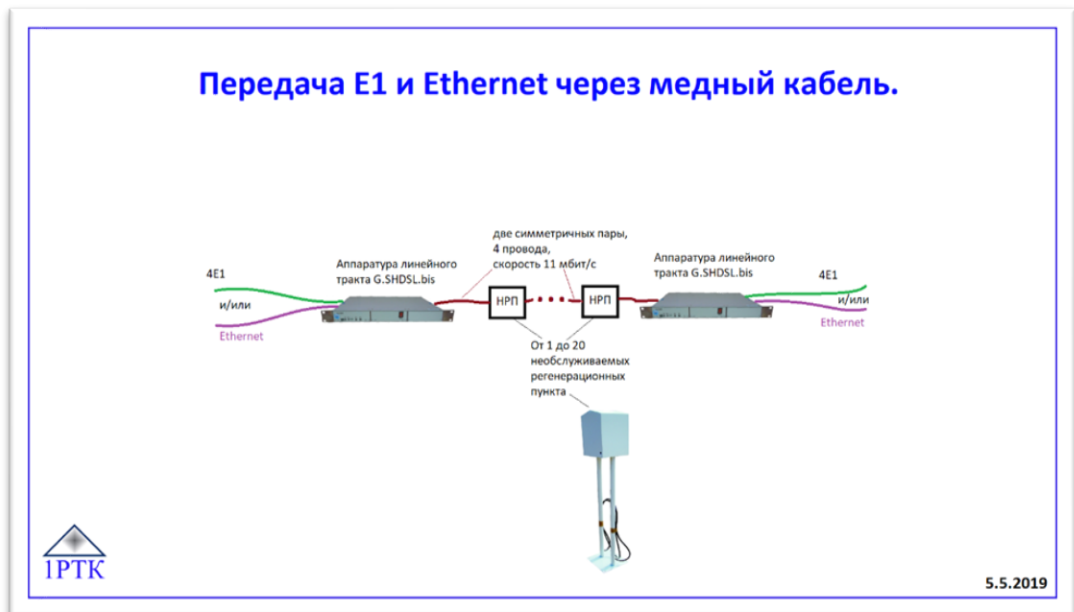 Передача Е1 и Ethernet через медный кабель.
две симметричных пары,
4 провода,
скорость 11 мбит/с
Аппаратура линейного
тракта G.SHDSL.bis
Аппаратура линейного
тракта G.SHDSL.bis
4Е1
и/или
Ethernet
НРП
НРП
4Е1
и/или
Ethernet
От 1 до 20
необслуживаемых
регенерационных
пункта
1РТК
5.5.2019